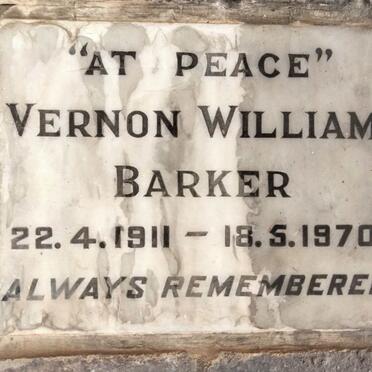 "AT PEACE"
VERNON WILLIAM
BARKER
22.4.1911 – 18.5.1970
ALWAYS REMEMBERED